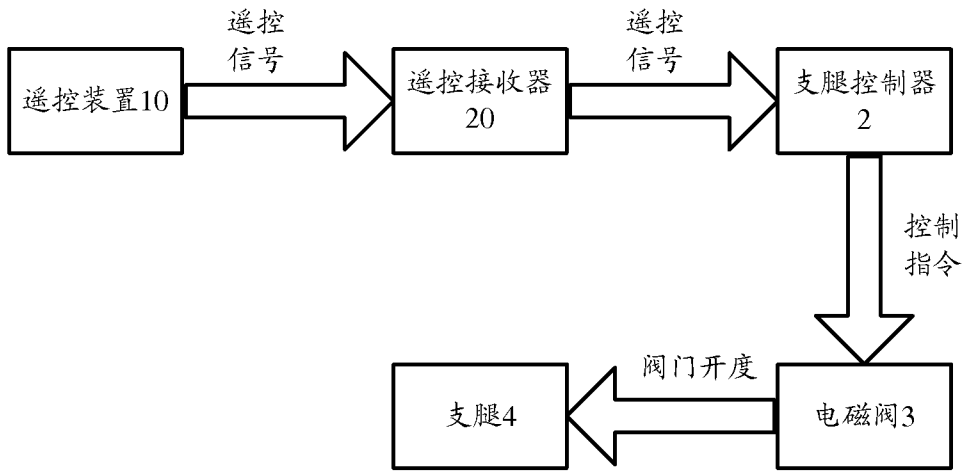 遥控
信号
遥控
信号
遥控装置10
遥控接收器
20
支腿控制器
2
控制
指令
阀门开度
支腿4
电磁阀3